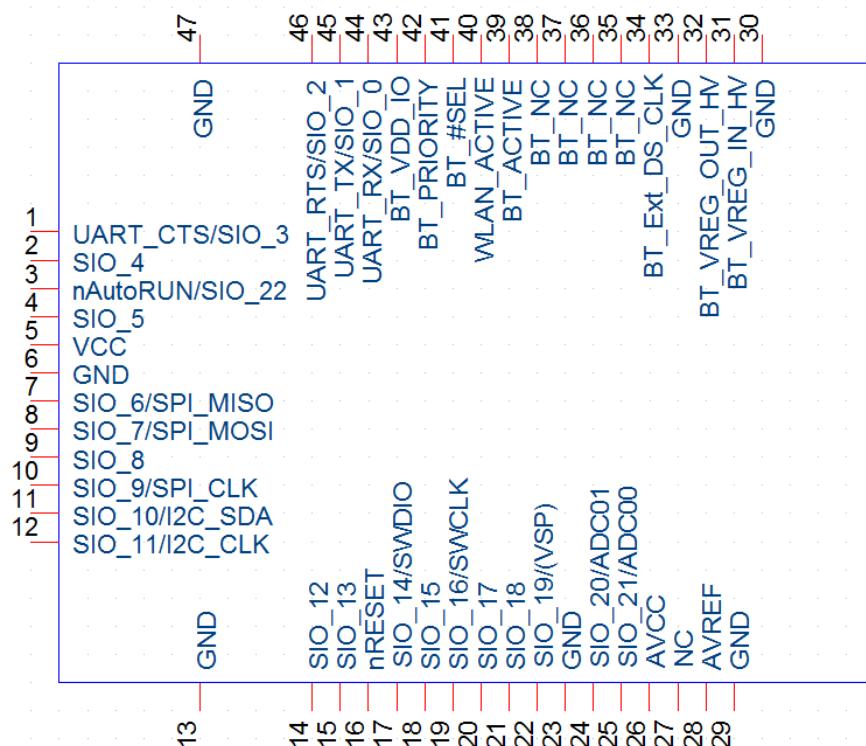 47
46
45
44
43
42
41
40
39
38
37
36
35
34
33
32
31
30
GND
UART_RTS/SIO_2
UART_TX/SIO_1
UART_RX/SIO_0
BT_VDD_IO
BT_PRIORITY
BT_#SEL
WLAN_ACTIVE
BT_ACTIVE
BT_NC
BT_NC
BT_NC
BT_NC
BT_Ext_DS_CLK
GND
BT_VREG_OUT_HV
BT_VREG_IN_HV
GND
1
UART_CTS/SIO_3
2
SIO_4
3
nAutoRUN/SIO_22
4
SIO_5
5
VCC
6
GND
7
SIO_6/SPI_MISO
8
SIO_7/SPI_MOSI
9
SIO_8
10
SIO_9/SPI_CLK
11
SIO_10/I2C_SDA
12
SIO_11/I2C_CLK
GND
SIO_12
SIO_13
nRESET
SIO_14/SWDIO
SIO_15
SIO_16/SWCLK
SIO_17
SIO_18
SIO_19/(VSP)
GND
SIO_20/ADC01
SIO_21/ADC00
AVCC
NC
AVREF
GND
13
14
15
16
17
18
19
20
21
22
23
24
25
26
27
28
29